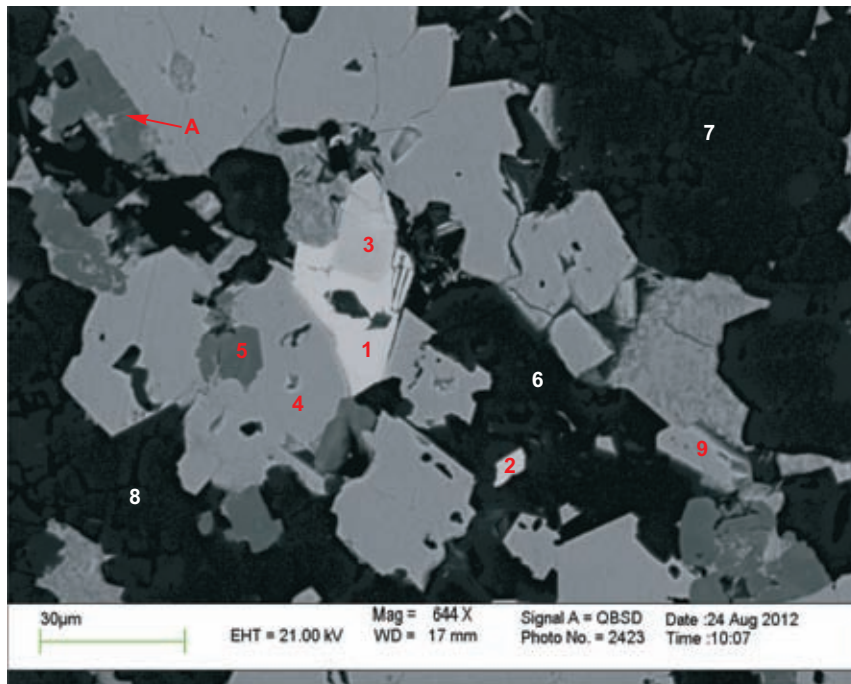 7
A
3
5
1
6
4
9
2
8
30µm
EHT = 21.00 kV
Mag = 644 X
WD = 17 mm
Signal A = QBSD
Photo No. = 2423
Date :24 Aug 2012
Time :10:07